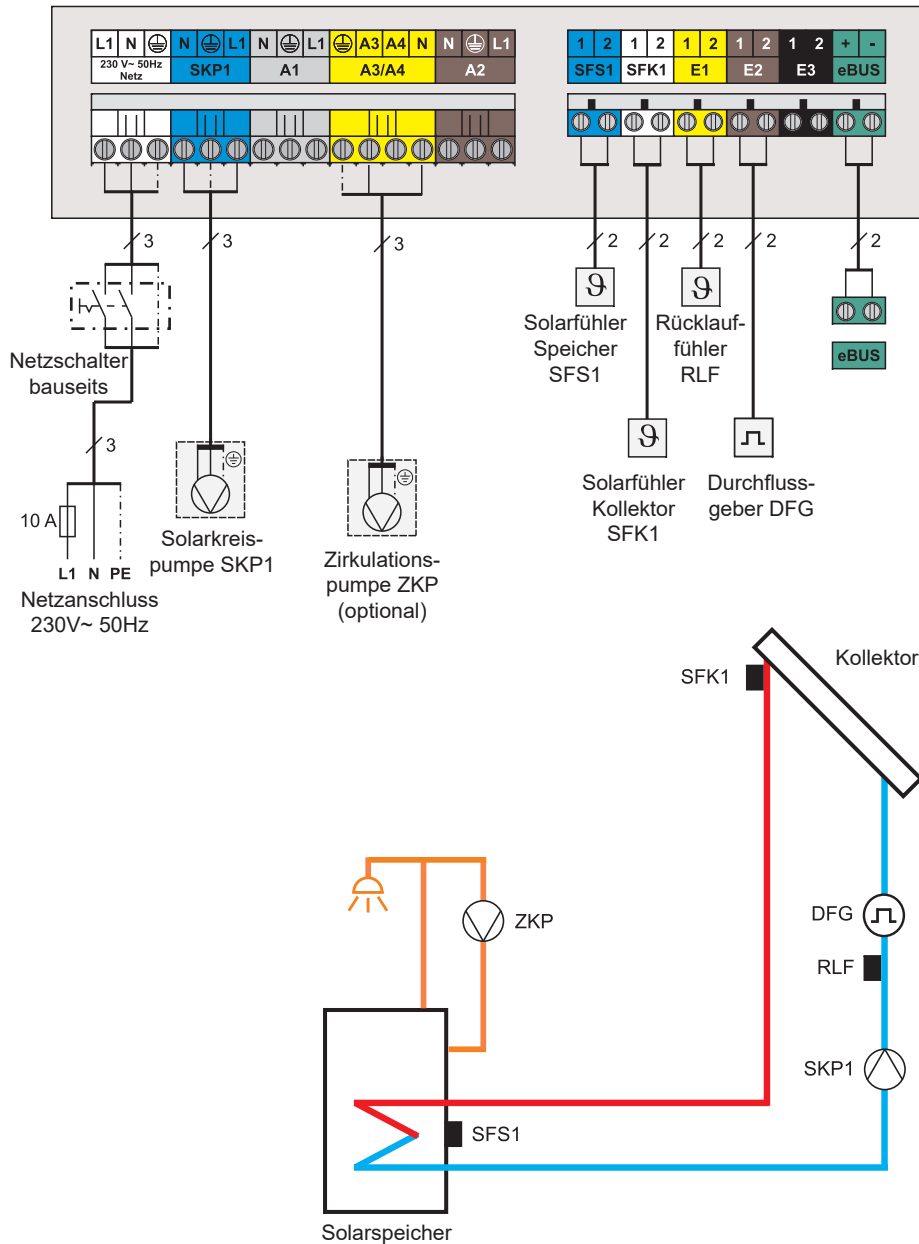 L1 N N L1 N L1 A3 A4 N N L1
230 V~ 50Hz
Netz
SKP1 A1 A3/A4 A2
1 2 1 2 1 2 1 2 1 2 + -
SFS1 SFK1 E1 E2 E3 eBUS
3 3 3 2 2 2 2 2
Netzschalter
bauseits
3
10 A
L1 N PE
Netzanschluss
230V~ 50Hz
Solarkreis-
pumpe SKP1
Zirkulations-
pumpe ZKP
(optional)
ϑ
Solarfühler
Speicher
SFS1
ϑ
Rücklauf-
fühler
RLF
eBUS
ϑ
Solarfühler
Kollektor
SFK1
Durchfluss-
geber DFG
Kollektor
SFK1
DFG
ZKP
RLF
SKP1
SFS1
Solarspeicher